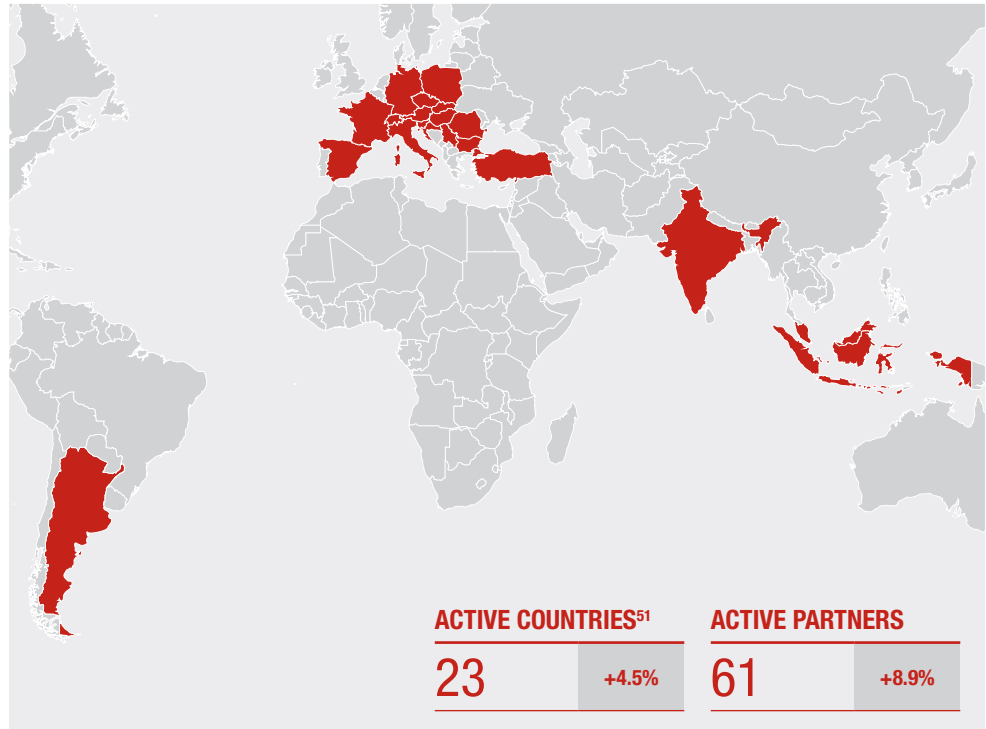 ACTIVE COUNTRIES⁵¹
23 +4.5%
ACTIVE PARTNERS
61 +8.9%